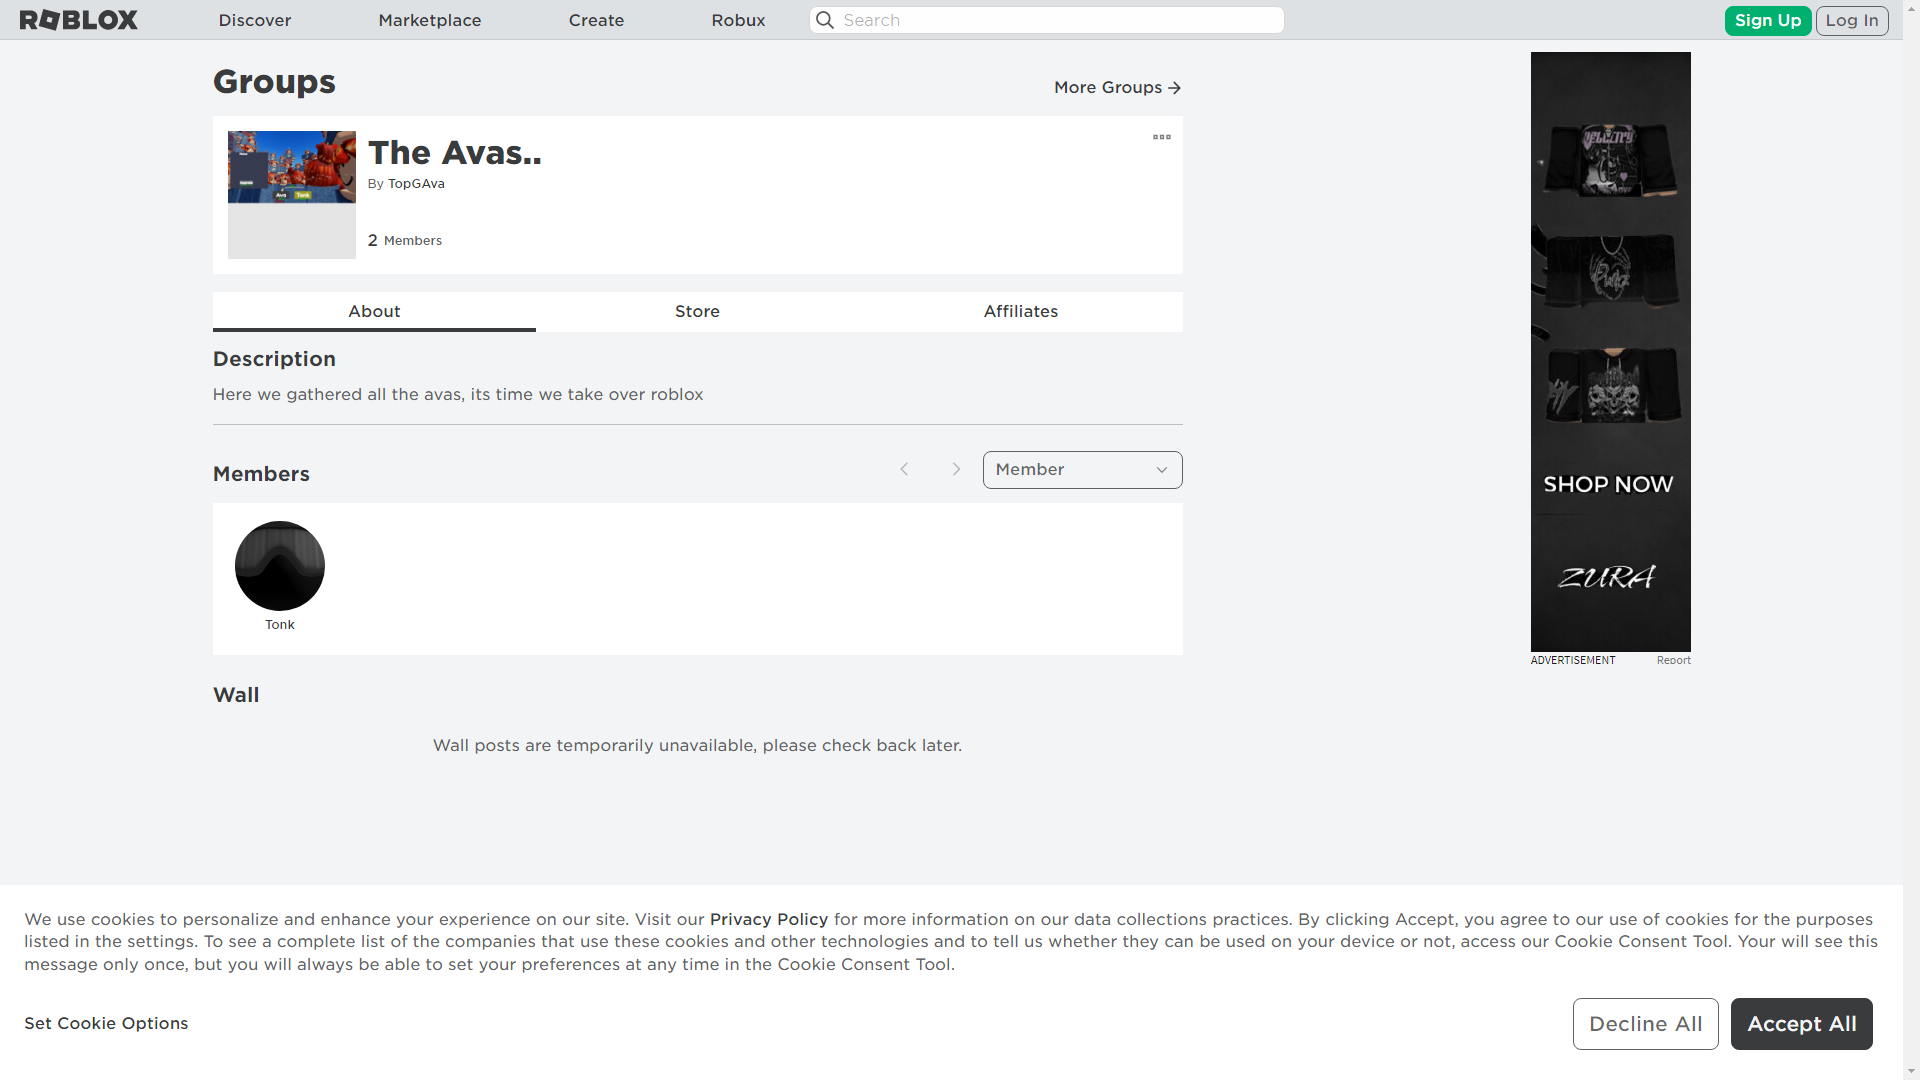 ROBLOX
Discover
Marketplace
Create
Robux
Search
Sign Up
Log In
Groups
More Groups
The Avas..
By TopGAva
2 Members
Ava
Tonk
About
Store
Affiliates
Description
Here we gathered all the avas, its time we take over roblox
Members
Member
Tonk
Wall
Wall posts are temporarily unavailable, please check back later.
SHOP NOW
ZURA
ADVERTISEMENT
Report
We use cookies to personalize and enhance your experience on our site. Visit our Privacy Policy for more information on our data collections practices. By clicking Accept, you agree to our use of cookies for the purposes
listed in the settings. To see a complete list of the companies that use these cookies and other technologies and to tell us whether they can be used on your device or not, access our Cookie Consent Tool. Your will see this
message only once, but you will always be able to set your preferences at any time in the Cookie Consent Tool.
Set Cookie Options
Decline All
Accept All